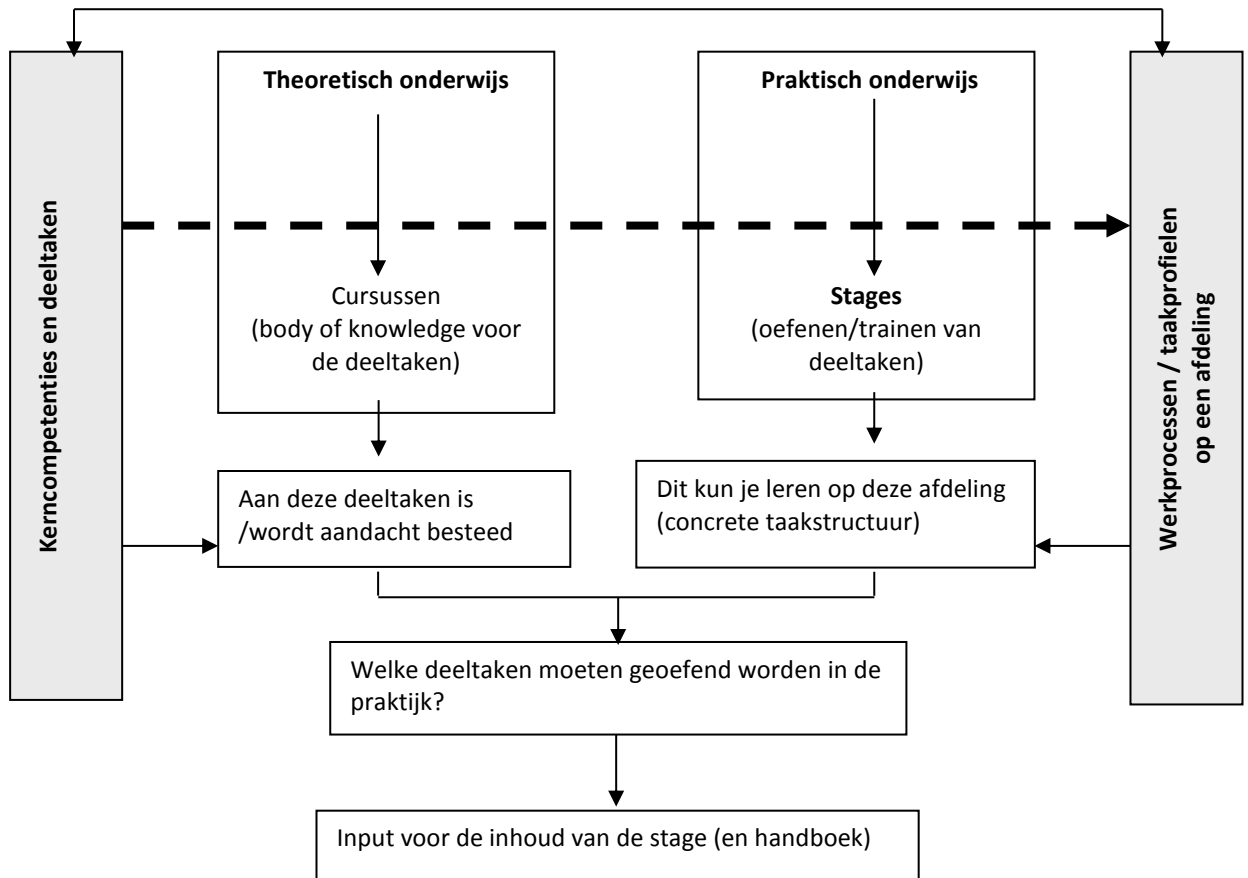 Kerncompetenties en deeltaken
Theoretisch onderwijs
Cursussen
(body of knowledge voor
de deeltaken)
Praktisch onderwijs
Stages
(oefenen/trainen van
deeltaken)
Werkprocessen / taakprofielen
op een afdeling
Aan deze deeltaken is
/wordt aandacht besteed
Dit kun je leren op deze afdeling
(concrete taakstructuur)
Welke deeltaken moeten geoefend worden in de
praktijk?
Input voor de inhoud van de stage (en handboek)